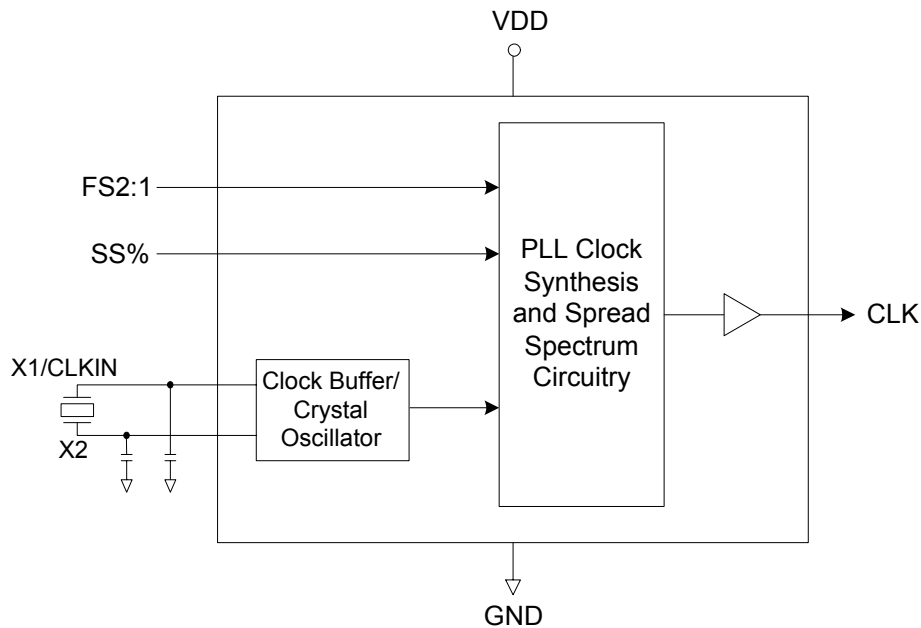 VDD
FS2:1
SS%
PLL Clock
Synthesis
and Spread
Spectrum
Circuitry
CLK
X1/CLKIN
X2
Clock Buffer/
Crystal
Oscillator
GND